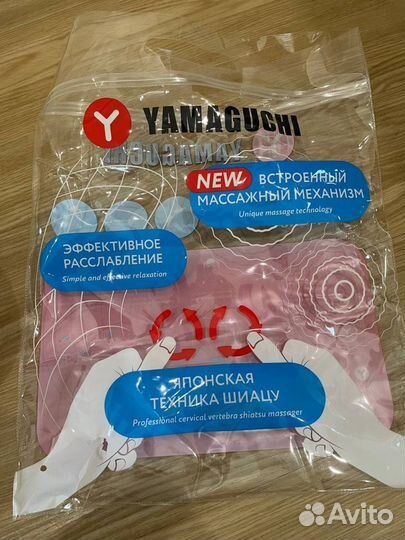 Y YAMAGUCHI
YAMAGUCHI
NEW ВСТРОЕННЫЙ
МАССАЖНЫЙ МЕХАНИЗМ
Unique massage technology
ЭФФЕКТИВНОЕ
РАССЛАБЛЕНИЕ
Simple and effective relaxation
ЯПОНСКАЯ
ТЕХНИКА ШИАЦУ
Professional cervical vertebra shiatsu massager
Avito